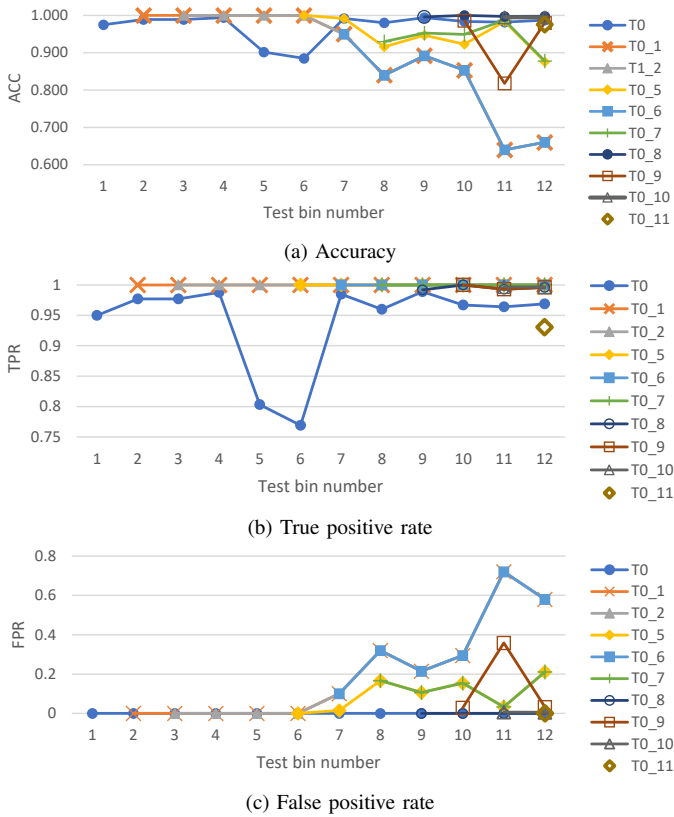 1.000
0.900
0.800
0.700
0.600
ACC
1 2 3 4 5 6 7 8 9 10 11 12
Test bin number
T0
T0_1
T1_2
T0_5
T0_6
T0_7
T0_8
T0_9
T0_10
T0_11
(a) Accuracy
1
0.95
0.9
0.85
0.8
0.75
TPR
1 2 3 4 5 6 7 8 9 10 11 12
Test bin number
T0
T0_1
T0_2
T0_5
T0_6
T0_7
T0_8
T0_9
T0_10
T0_11
(b) True positive rate
0.8
0.6
0.4
0.2
0
FPR
1 2 3 4 5 6 7 8 9 10 11 12
Test bin number
T0
T0_1
T0_2
T0_5
T0_6
T0_7
T0_8
T0_9
T0_10
T0_11
(c) False positive rate